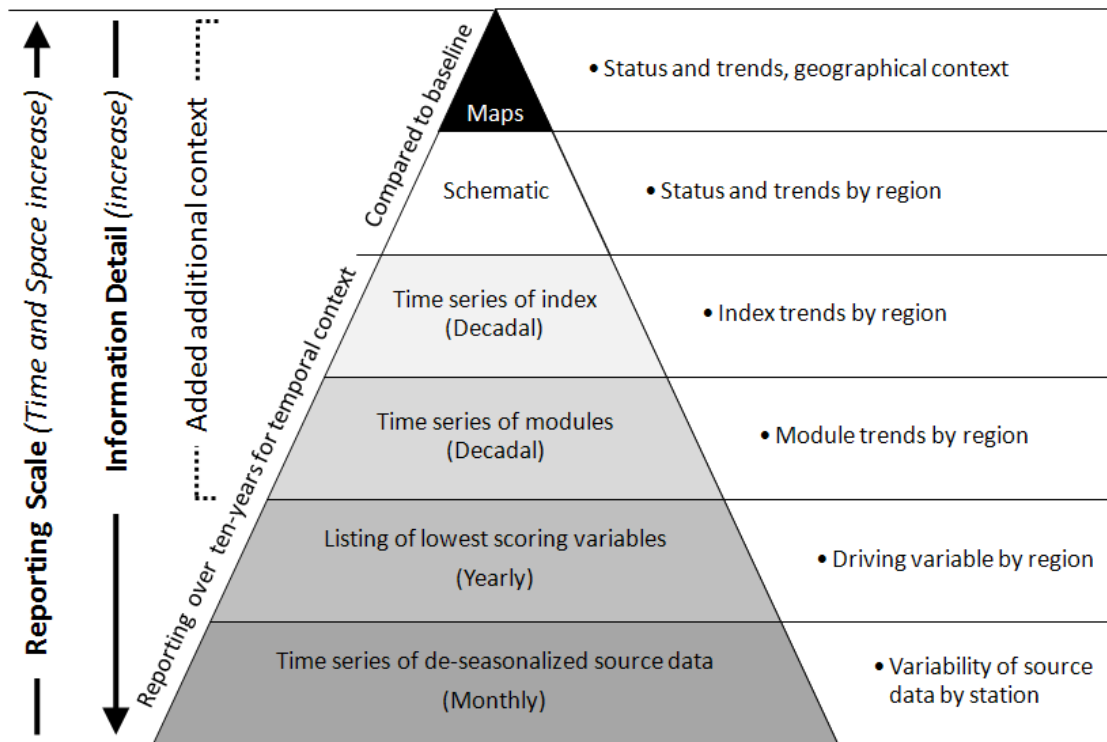 Reporting Scale (Time and Space increase)
Information Detail (increase)
Added additional context
Compared to baseline
Reporting over ten-years for temporal context
Maps
• Status and trends, geographical context
Schematic
• Status and trends by region
Time series of index
(Decadal)
• Index trends by region
Time series of modules
(Decadal)
• Module trends by region
Listing of lowest scoring variables
(Yearly)
• Driving variable by region
Time series of de-seasonalized source data
(Monthly)
• Variability of source
data by station